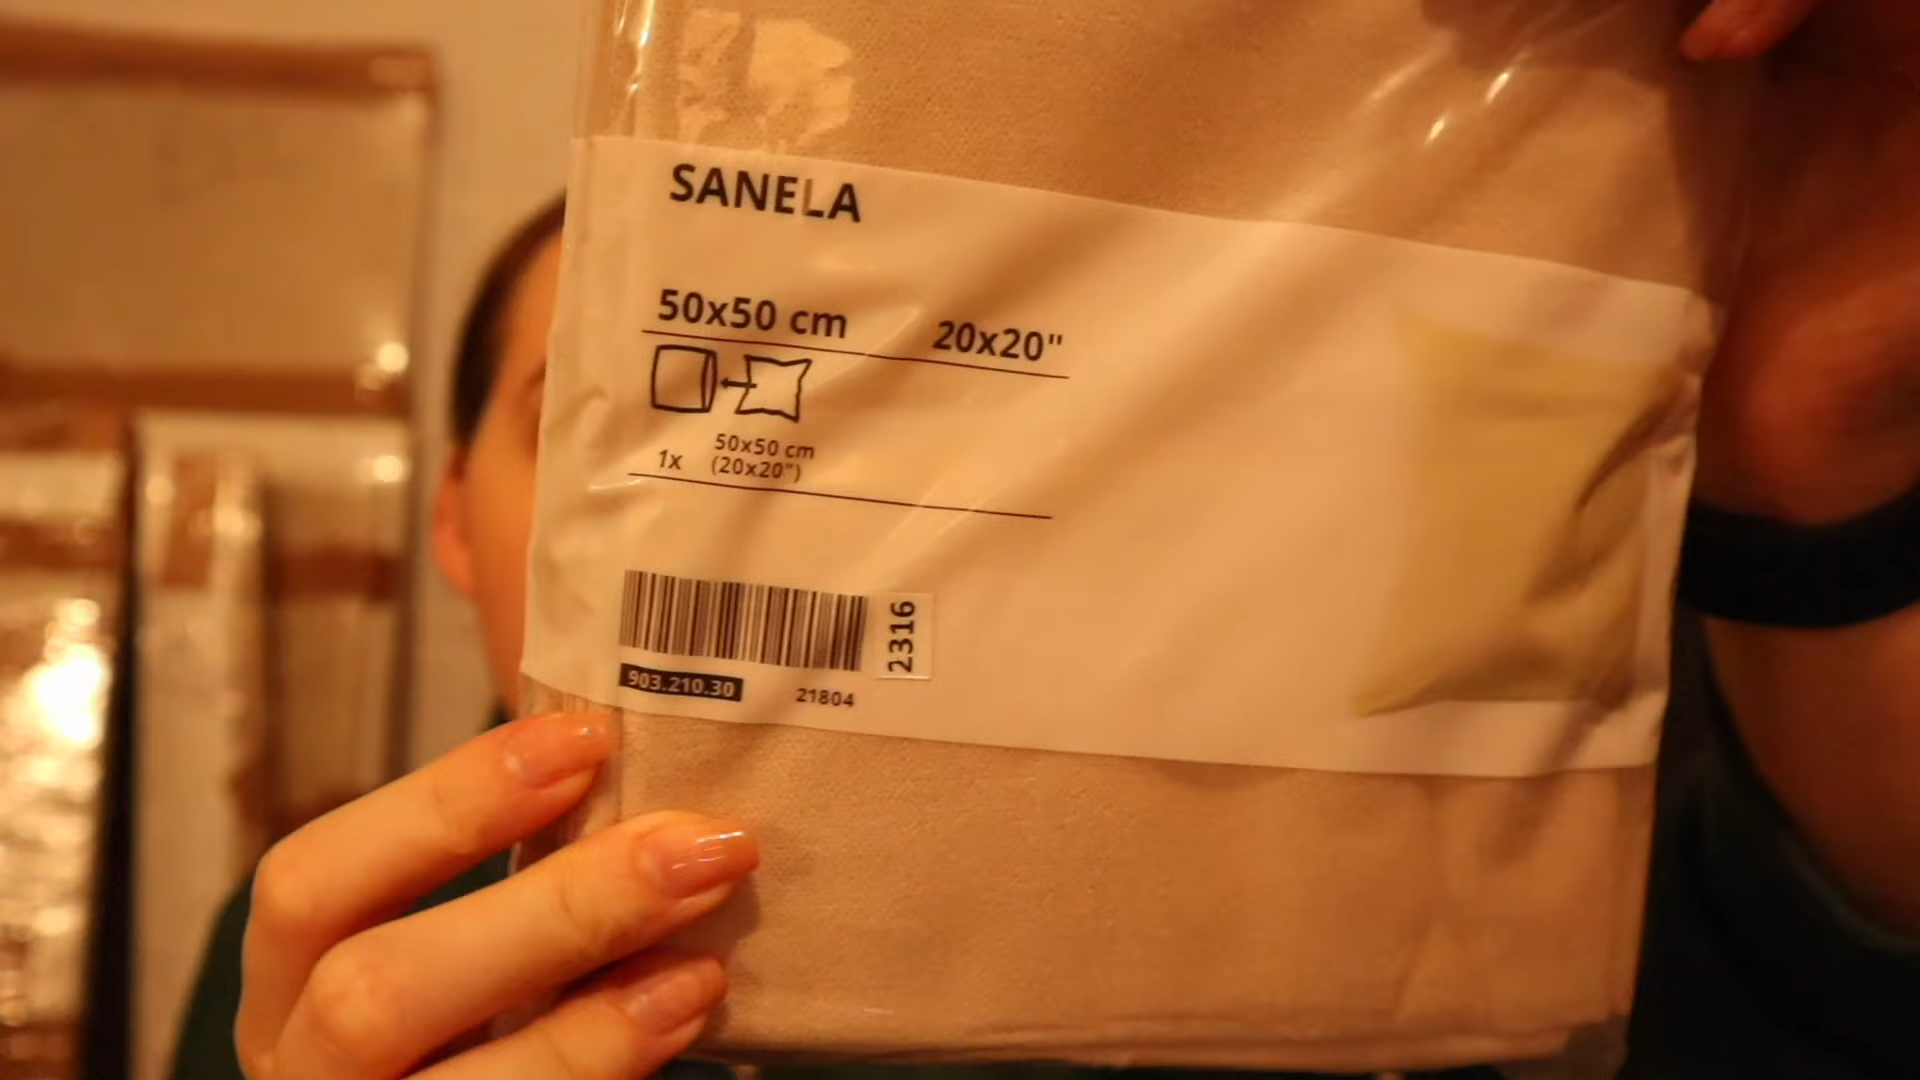 SANELA
50x50 cm 20x20"
50x50 cm
1x (20x20")
2316
903.210.30 21804